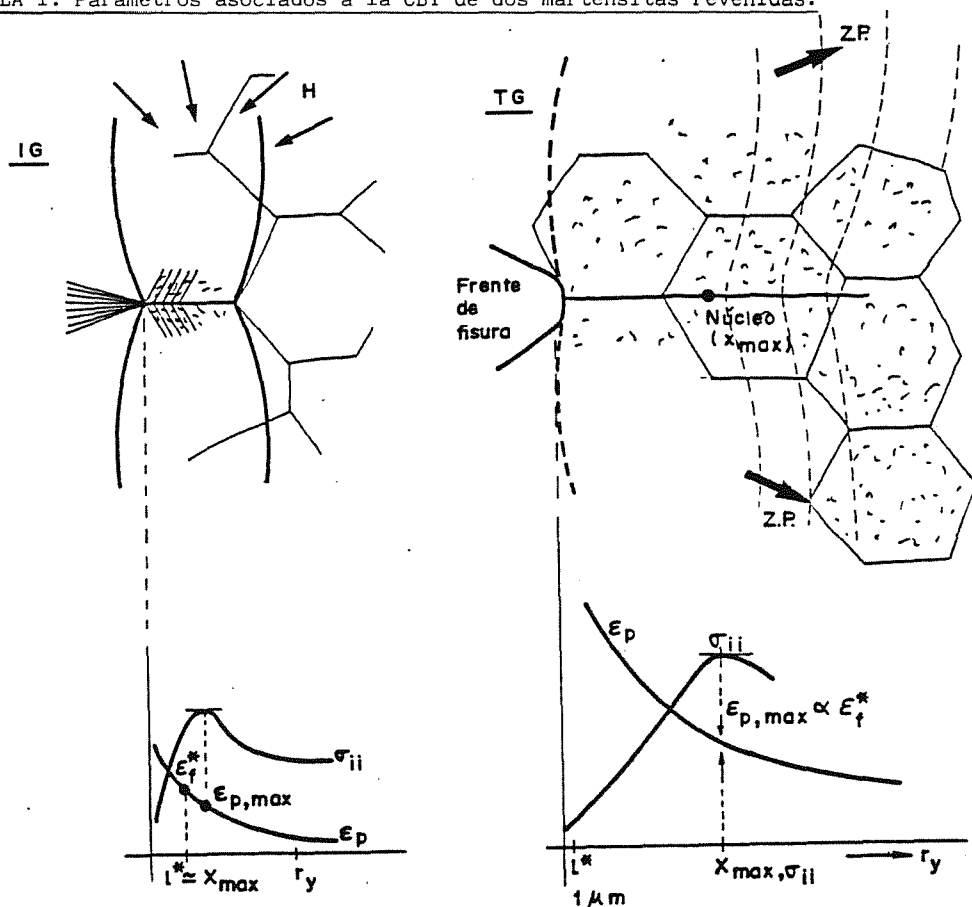 LA 1. Parámetros asociados a la CBT de dos martensitas revenidas.
IG
H
TG
Z.P.
Frente
de
fisura
Núcleo
(xmax)
Z.P.
εf*
εp,max
σii
εp
l* ≃ Xmax
ry
εp
σii
εp,max ∝ εf*
l*
1 μm
Xmax,σii
ry